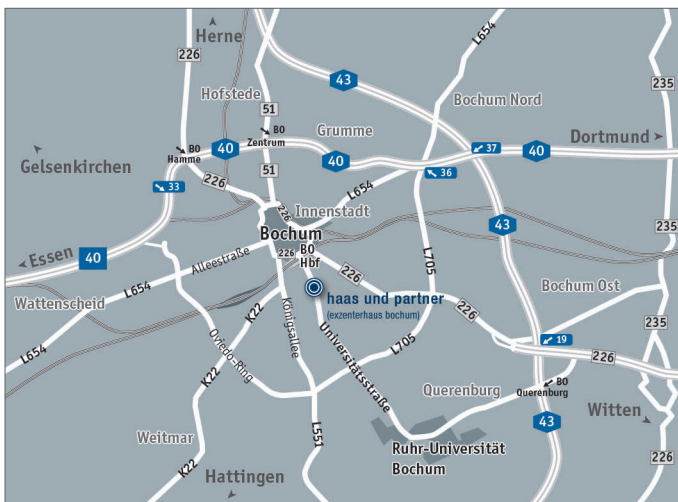 Herne
L654
226
43
235
Hofstede
51
Bochum Nord
BO
Zentrum
Grumme
BO
Hamme
40
40
37
40
Dortmund
Gelsenkirchen
36
33
226
51
L654
226
Innenstadt
Bochum
43
235
Essen
40
Alleestraße
226
BO
Hbf
L705
226
Bochum Ost
L654
Wattenscheid
K22
Königsallee
haas und partner
(exzenterhaus bochum)
235
L654
Oviedo-Ring
Universitätsstraße
L705
19
226
K22
Querenburg
BO
Querenburg
Weitmar
L551
43
Witten
Ruhr-Universität
Bochum
K22
Hattingen
226